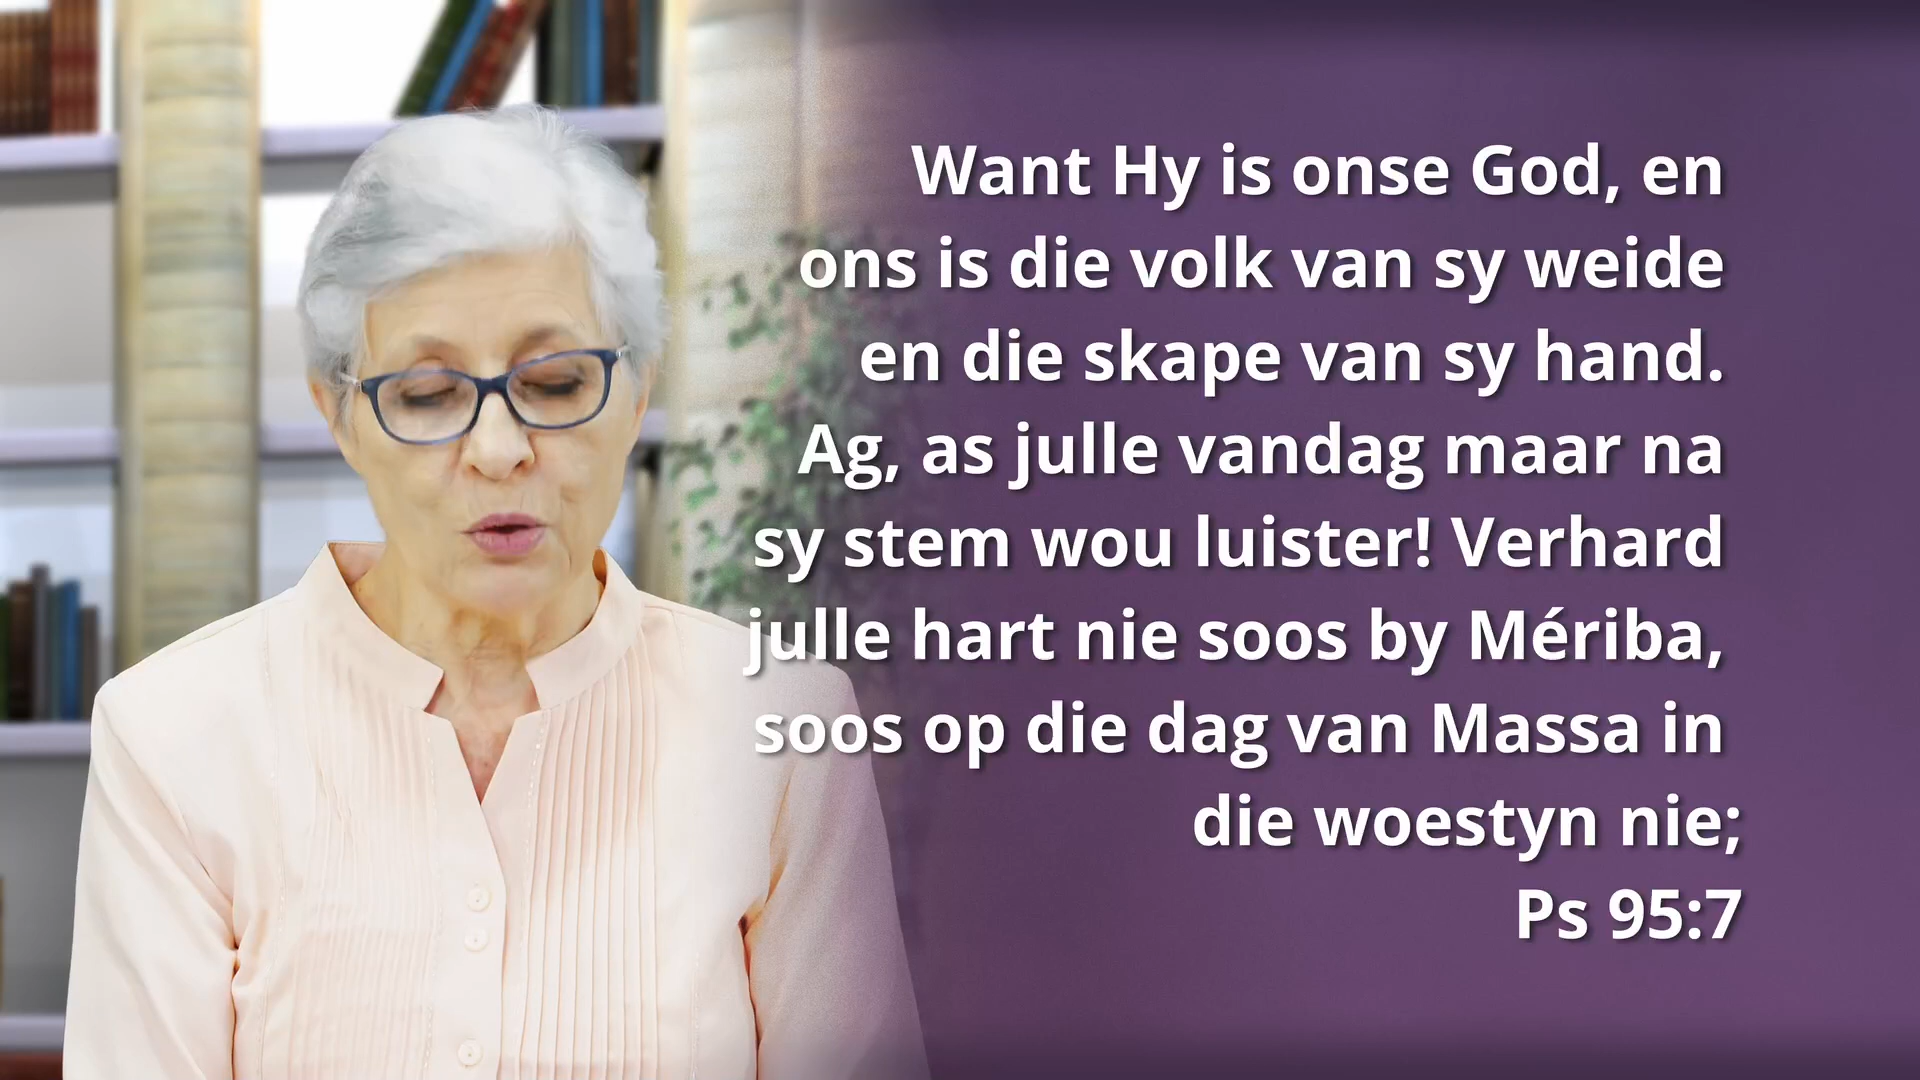 Want Hy is onse God, en
ons is die volk van sy weide
en die skape van sy hand.
Ag, as julle vandag maar na
sy stem wou luister! Verhard
julle hart nie soos by Mériba,
soos op die dag van Massa in
die woestyn nie;
Ps 95:7